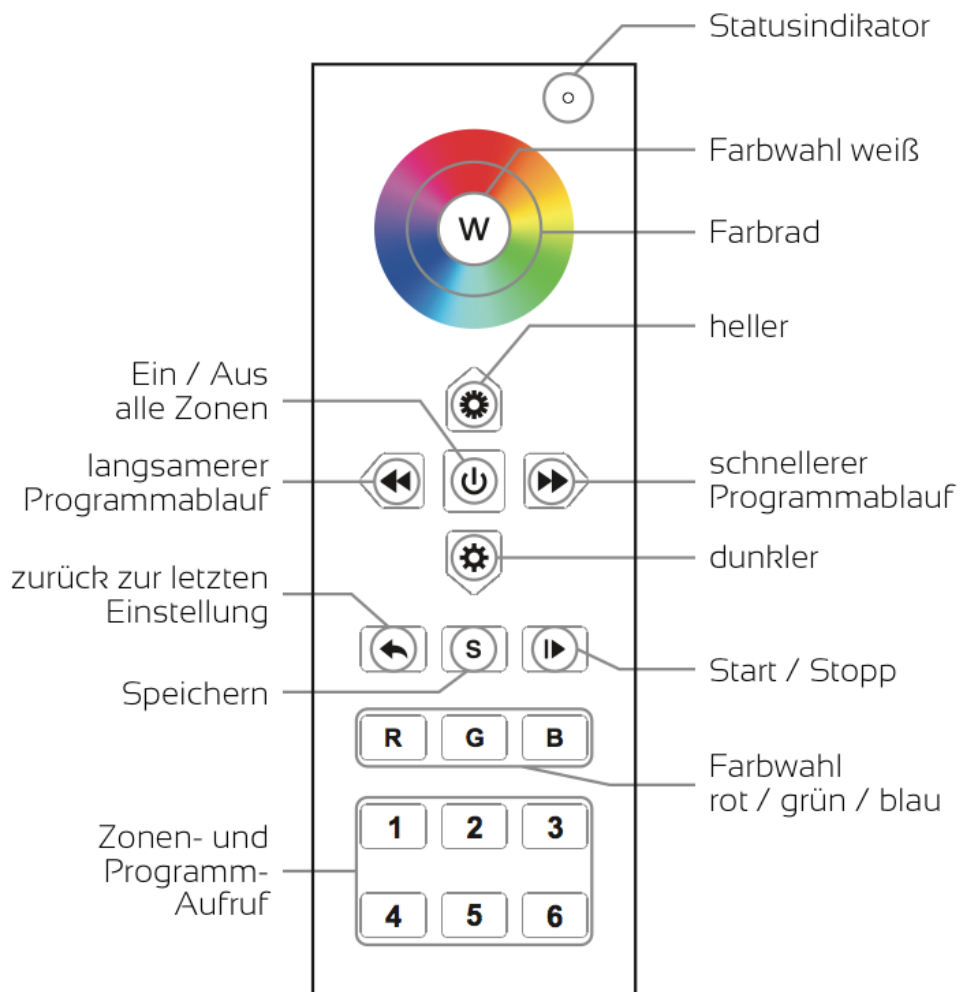 Statusindikator
Farbwahl weiß
W
Farbrad
heller
Ein / Aus
alle Zonen
langsamerer
Programmablauf
schnellerer
Programmablauf
dunkler
zurück zur letzten
Einstellung
S
Start / Stopp
Speichern
R G B
Farbwahl
rot / grün / blau
1 2 3
Zonen- und
Programm-
Aufruf
4 5 6